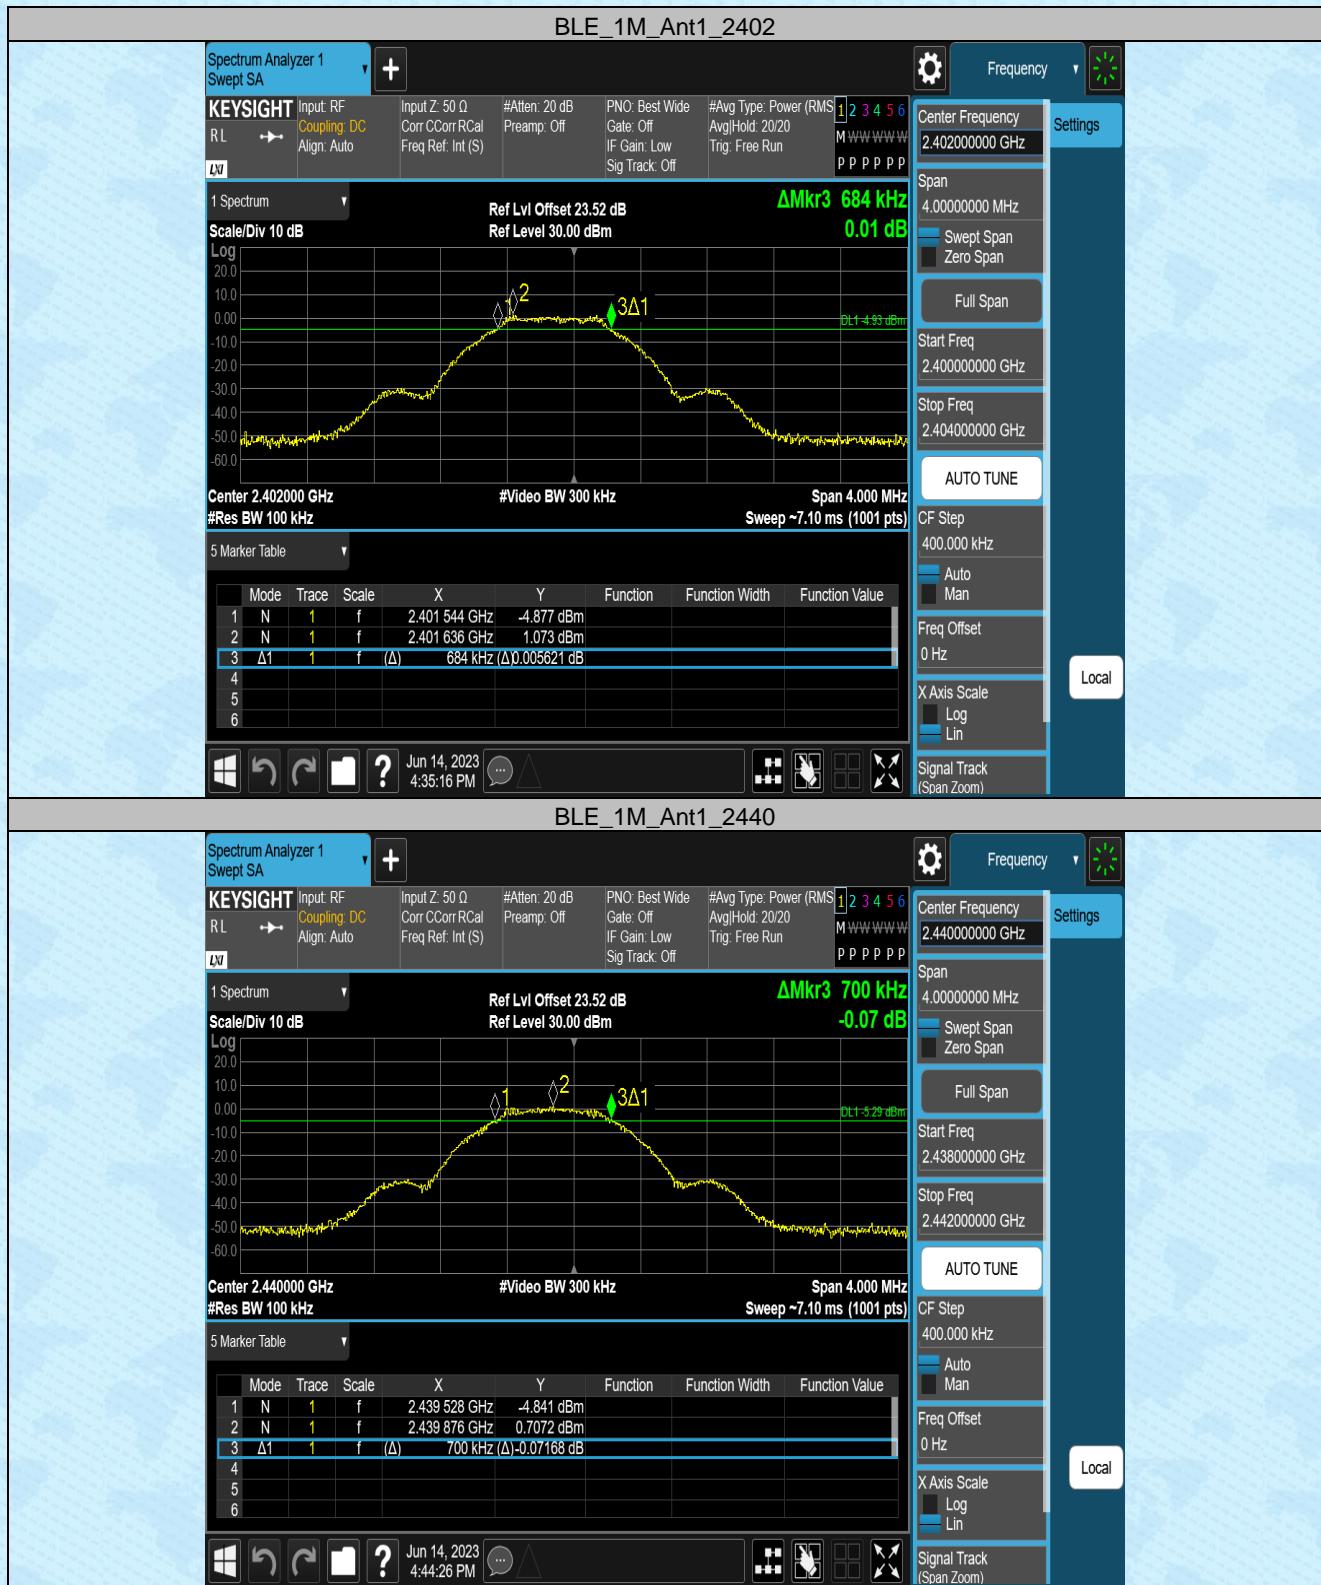 BLE_1M_Ant1_2402
Spectrum Analyzer 1
Swept SA
Frequency
KEYSIGHT
RL
LXI
Input: RF
Coupling: DC
Align: Auto
Input Z: 50 Ω
Corr CCorr RCal
Freq Ref: Int (S)
#Atten: 20 dB
Preamp: Off
PNO: Best Wide
Gate: Off
IF Gain: Low
Sig Track: Off
#Avg Type: Power (RMS
Avg|Hold: 20/20
Trig: Free Run
1 2 3 4 5 6
M W W W W W
P P P P P P
1 Spectrum
Scale/Div 10 dB
Ref Lvl Offset 23.52 dB
Ref Level 30.00 dBm
ΔMkr3 684 kHz
0.01 dB
Log
20.0
10.0
0.00
-10.0
-20.0
-30.0
-40.0
-50.0
-60.0
1
2
3Δ1
DL1 -4.93 dBm
Center 2.402000 GHz
#Video BW 300 kHz
Span 4.000 MHz
#Res BW 100 kHz
Sweep ~7.10 ms (1001 pts)
5 Marker Table
Mode Trace Scale X Y Function Function Width Function Value
1 N 1 f 2.401 544 GHz -4.877 dBm
2 N 1 f 2.401 636 GHz 1.073 dBm
3 Δ1 1 f (Δ) 684 kHz (Δ)0.005621 dB
4
5
6
Jun 14, 2023
4:35:16 PM
Center Frequency
2.402000000 GHz
Settings
Span
4.00000000 MHz
Swept Span
Zero Span
Full Span
Start Freq
2.400000000 GHz
Stop Freq
2.404000000 GHz
AUTO TUNE
CF Step
400.000 kHz
Auto
Man
Freq Offset
0 Hz
Local
X Axis Scale
Log
Lin
Signal Track
(Span Zoom)
BLE_1M_Ant1_2440
Spectrum Analyzer 1
Swept SA
Frequency
KEYSIGHT
RL
LXI
Input: RF
Coupling: DC
Align: Auto
Input Z: 50 Ω
Corr CCorr RCal
Freq Ref: Int (S)
#Atten: 20 dB
Preamp: Off
PNO: Best Wide
Gate: Off
IF Gain: Low
Sig Track: Off
#Avg Type: Power (RMS
Avg|Hold: 20/20
Trig: Free Run
1 2 3 4 5 6
M W W W W W
P P P P P P
1 Spectrum
Scale/Div 10 dB
Ref Lvl Offset 23.52 dB
Ref Level 30.00 dBm
ΔMkr3 700 kHz
-0.07 dB
Log
20.0
10.0
0.00
-10.0
-20.0
-30.0
-40.0
-50.0
-60.0
1
2
3Δ1
DL1 -5.29 dBm
Center 2.440000 GHz
#Video BW 300 kHz
Span 4.000 MHz
#Res BW 100 kHz
Sweep ~7.10 ms (1001 pts)
5 Marker Table
Mode Trace Scale X Y Function Function Width Function Value
1 N 1 f 2.439 528 GHz -4.841 dBm
2 N 1 f 2.439 876 GHz 0.7072 dBm
3 Δ1 1 f (Δ) 700 kHz (Δ)-0.07168 dB
4
5
6
Jun 14, 2023
4:44:26 PM
Center Frequency
2.440000000 GHz
Settings
Span
4.00000000 MHz
Swept Span
Zero Span
Full Span
Start Freq
2.438000000 GHz
Stop Freq
2.442000000 GHz
AUTO TUNE
CF Step
400.000 kHz
Auto
Man
Freq Offset
0 Hz
Local
X Axis Scale
Log
Lin
Signal Track
(Span Zoom)